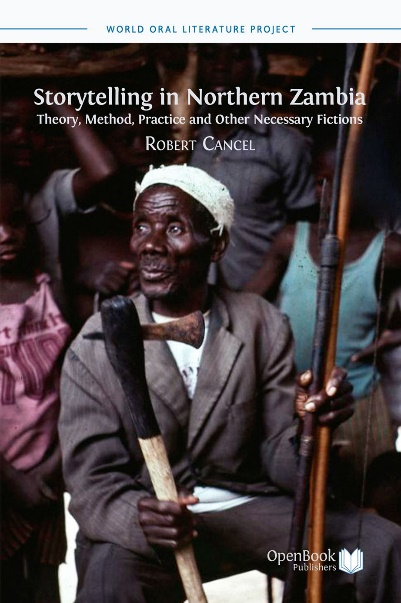 WORLD ORAL LITERATURE PROJECT
Storytelling in Northern Zambia
Theory, Method, Practice and Other Necessary Fictions
ROBERT CANCEL
OpenBook
Publishers